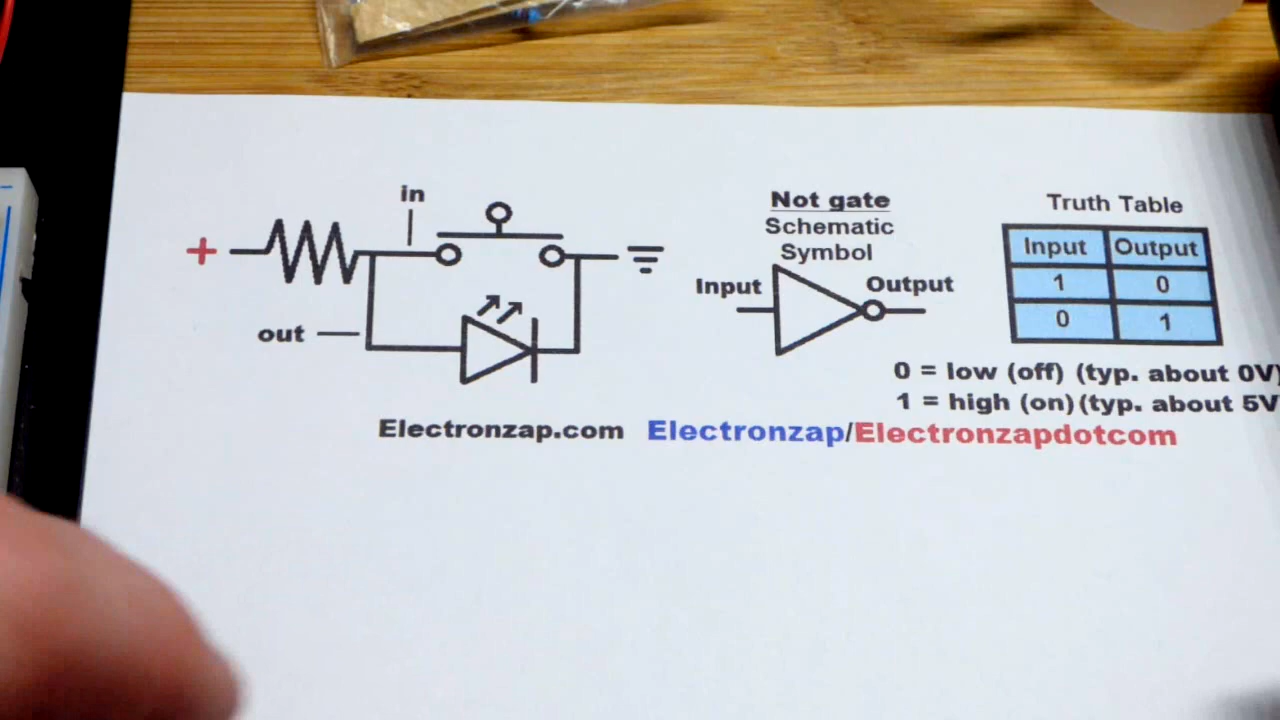 in
+
out
Not gate
Schematic
Symbol
Input
Output
Truth Table
Input Output
1 0
0 1
0 = low (off) (typ. about 0V)
1 = high (on) (typ. about 5V
Electronzap.com Electronzap/Electronzapdotcom